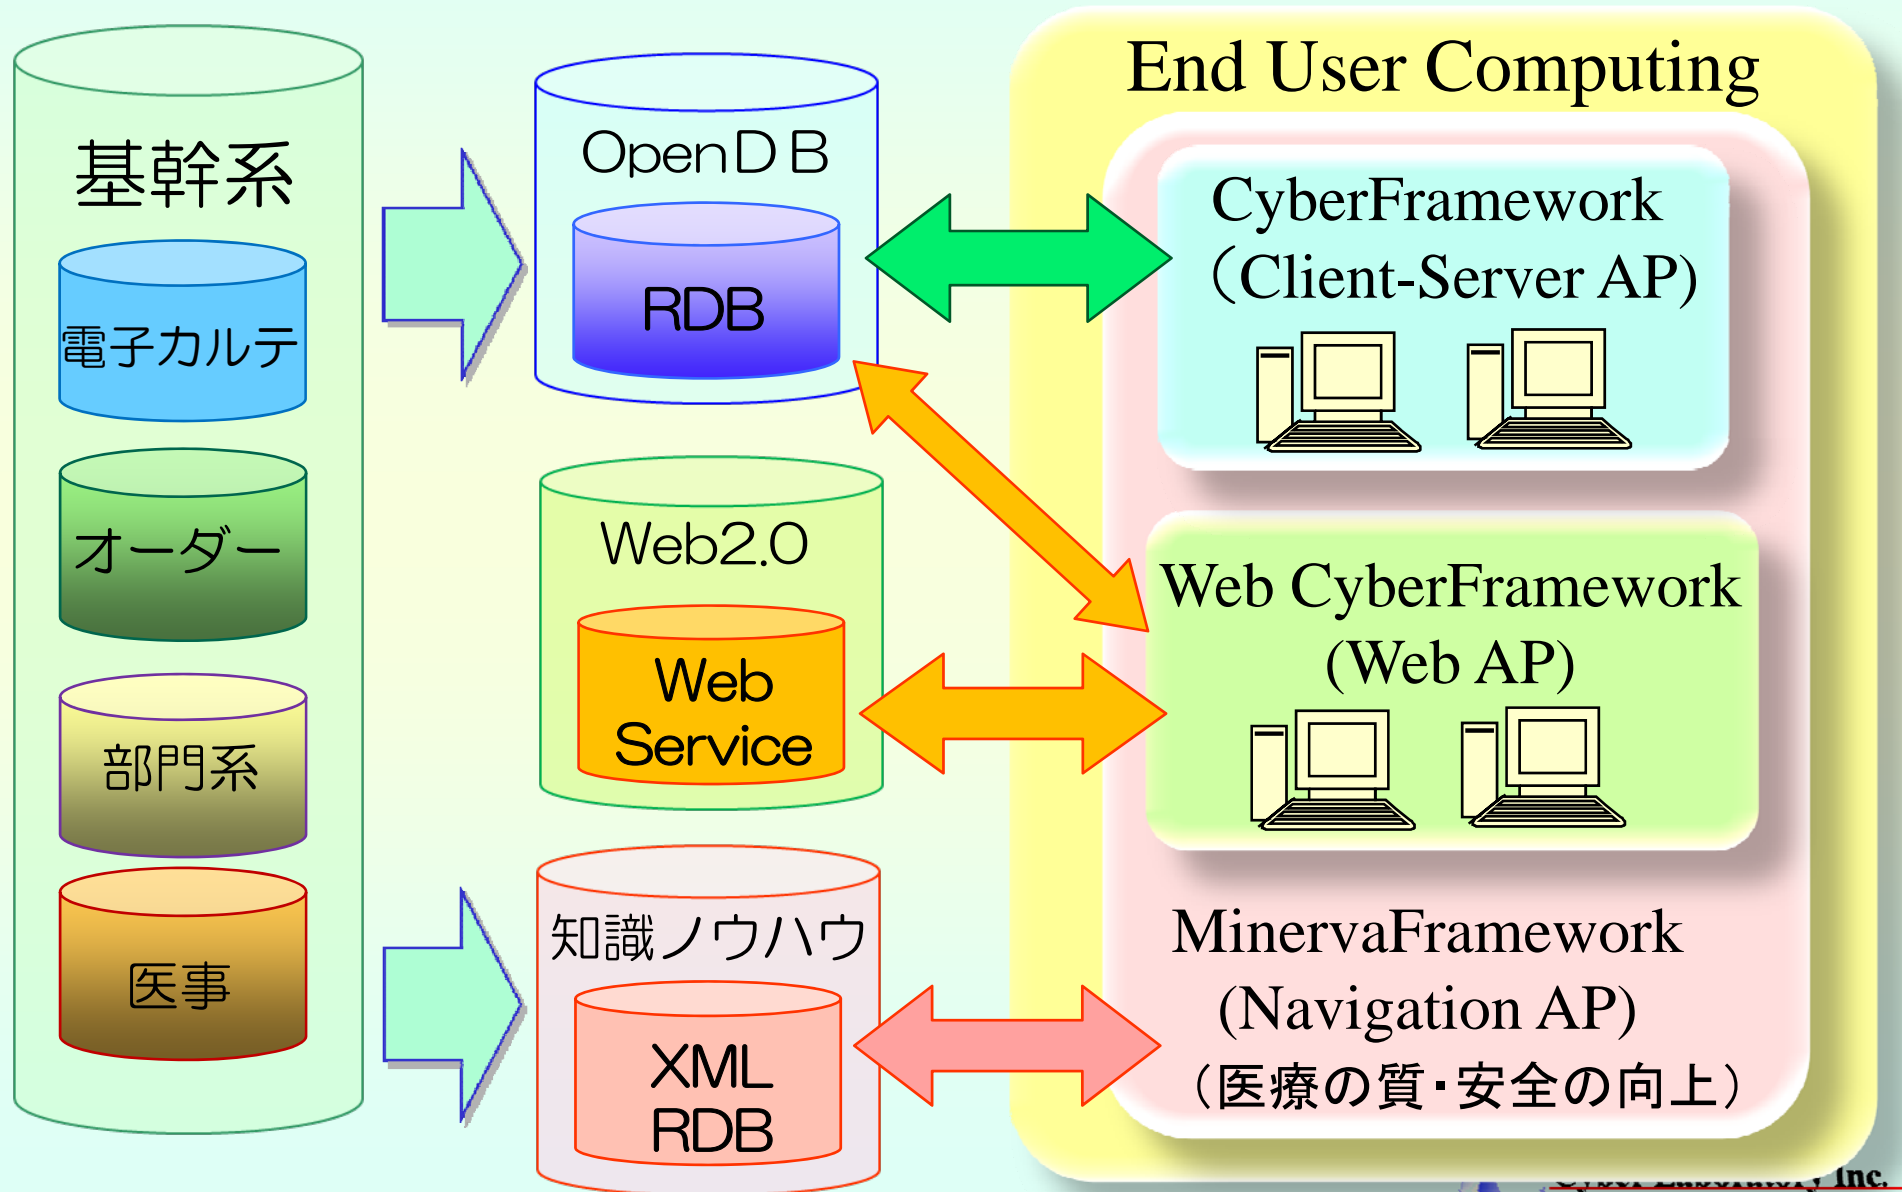 End User Computing
基幹系
電子カルテ
オーダー
部門系
医事
OpenDB
RDB
Web2.0
Web
Service
知識ノウハウ
XML
RDB
CyberFramework
（Client-Server AP)
Web CyberFramework
(Web AP)
MinervaFramework
(Navigation AP)
（医療の質・安全の向上）
Cyber Laboratory Inc.